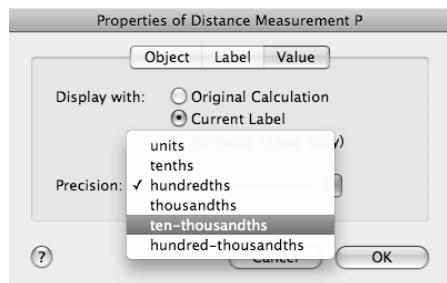 Properties of Distance Measurement P
Object Label Value
Display with: Original Calculation
Current Label
units
tenths
Precision: ✓ hundredths
thousandths
ten-thousandths
hundred-thousandths
? Cancel OK